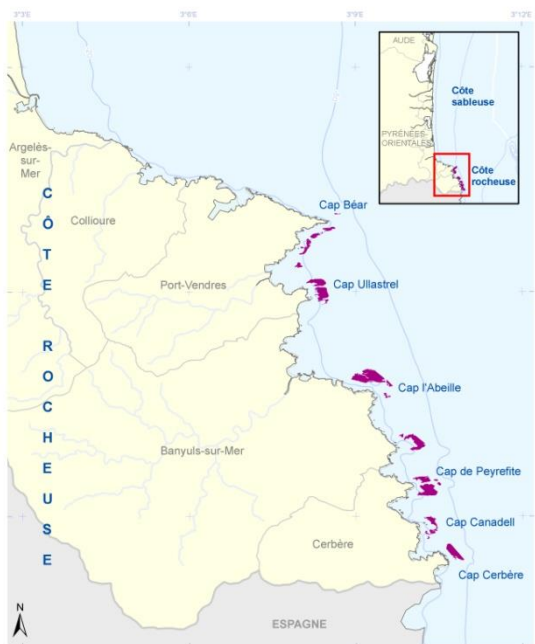 3°3'E
3°6'E
3°9'E
3°12'E
AUDE
Côte
sableuse
PYRÉNÉES-
ORIENTALES
Côte
rocheuse
Argelès-
sur-
Mer
CÔTE ROCHEUSE
Collioure
Cap Béar
Port-Vendres
Cap Ullastrel
Cap l'Abeille
Banyuls-sur-Mer
Cap de Peyrefite
Cap Canadell
Cerbère
Cap Cerbère
N
ESPAGNE